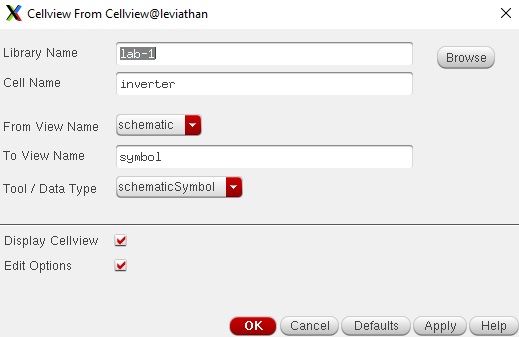 Cellview From Cellview@leviathan
Library Name lab-1 Browse
Cell Name inverter
From View Name schematic
To View Name symbol
Tool / Data Type schematicSymbol
Display Cellview
Edit Options
OK Cancel Defaults Apply Help